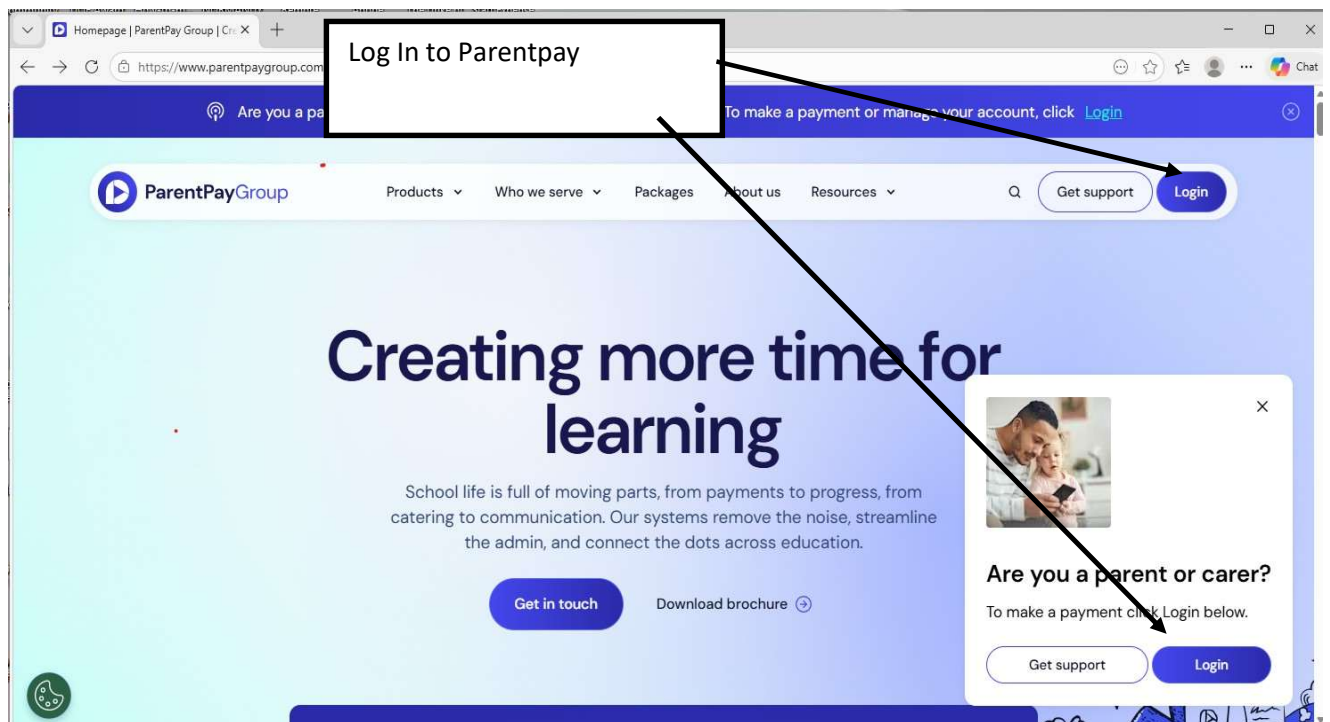 Homepage | ParentPay Group | Cr
https://www.parentpaygroup.com
Chat
Log In to Parentpay
Are you a pa
To make a payment or manage your account, click Login
ParentPayGroup
Products
Who we serve
Packages
About us
Resources
Get support
Login
Creating more time for
learning
School life is full of moving parts, from payments to progress, from
catering to communication. Our systems remove the noise, streamline
the admin, and connect the dots across education.
Get in touch
Download brochure
Are you a parent or carer?
To make a payment click Login below.
Get support
Login